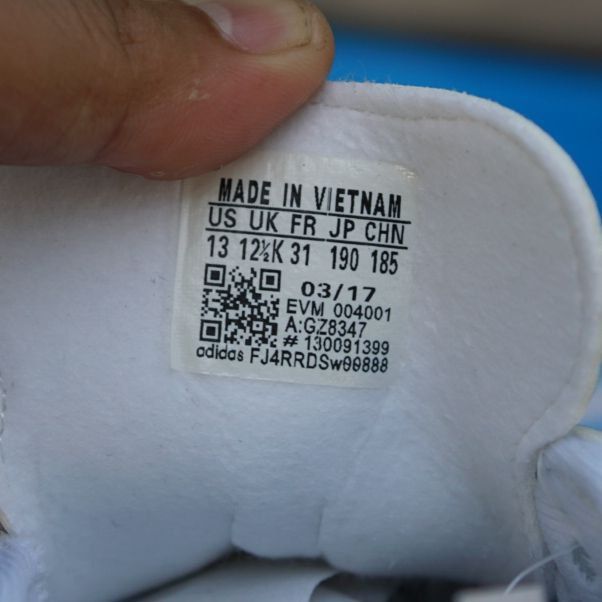 MADE IN VIETNAM
US UK FR JP CHN
13 12½K 31 190 185
03/17
EVM 004001
A:GZ8347
# 130091399
adidas FJ4RRDSw00888